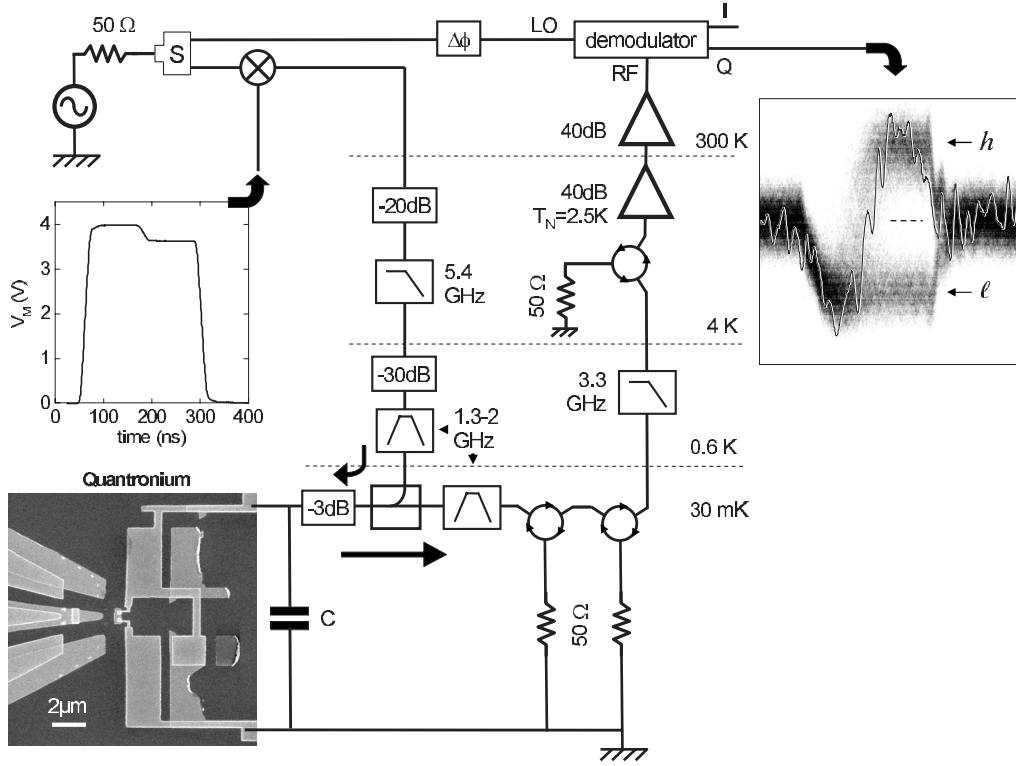 50 Ω
S
Δϕ
LO
demodulator
I
Q
RF
40dB
300 K
40dB
T_N=2.5K
-20dB
5.4
GHz
50 Ω
4 K
h
ℓ
V_M (V)
4
3
2
1
0
0
100
200
300
400
time (ns)
-30dB
3.3
GHz
1.3-2
GHz
0.6 K
Quantronium
-3dB
30 mK
C
50 Ω
2μm